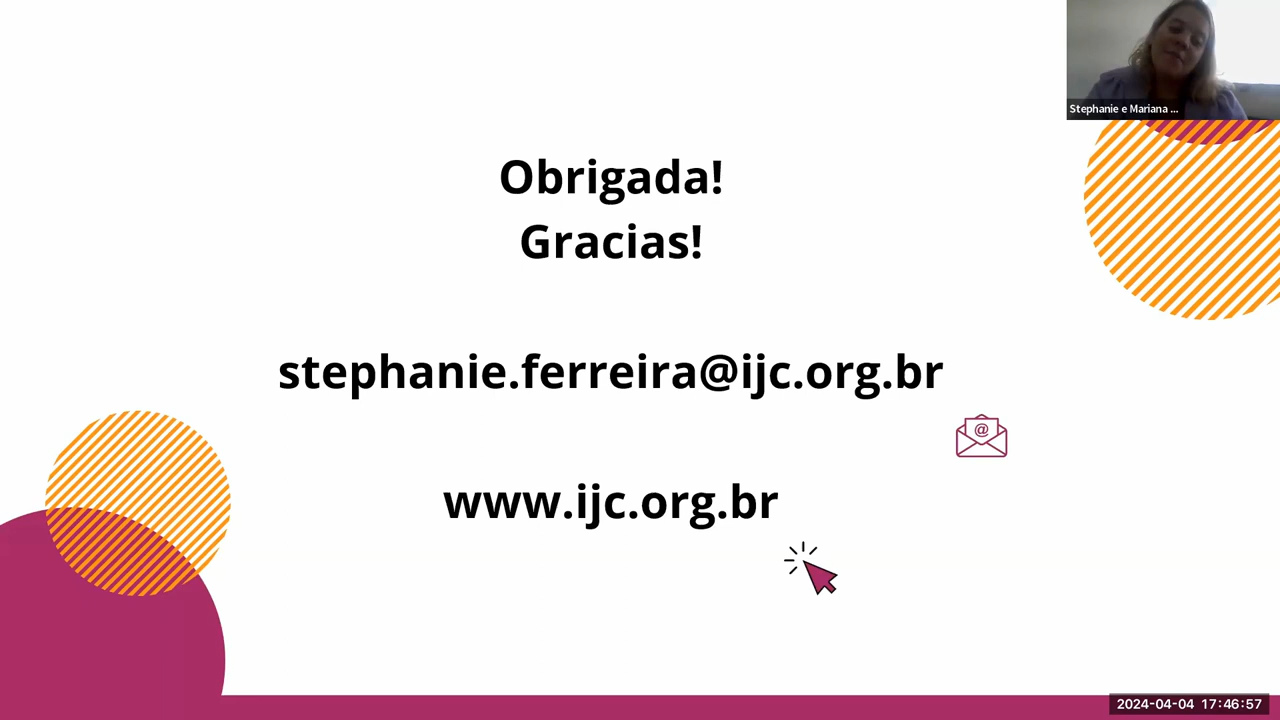 Stephanie e Mariana ...
Obrigada!
Gracias!
stephanie.ferreira@ijc.org.br
@
www.ijc.org.br
2024-04-04 17:46:57